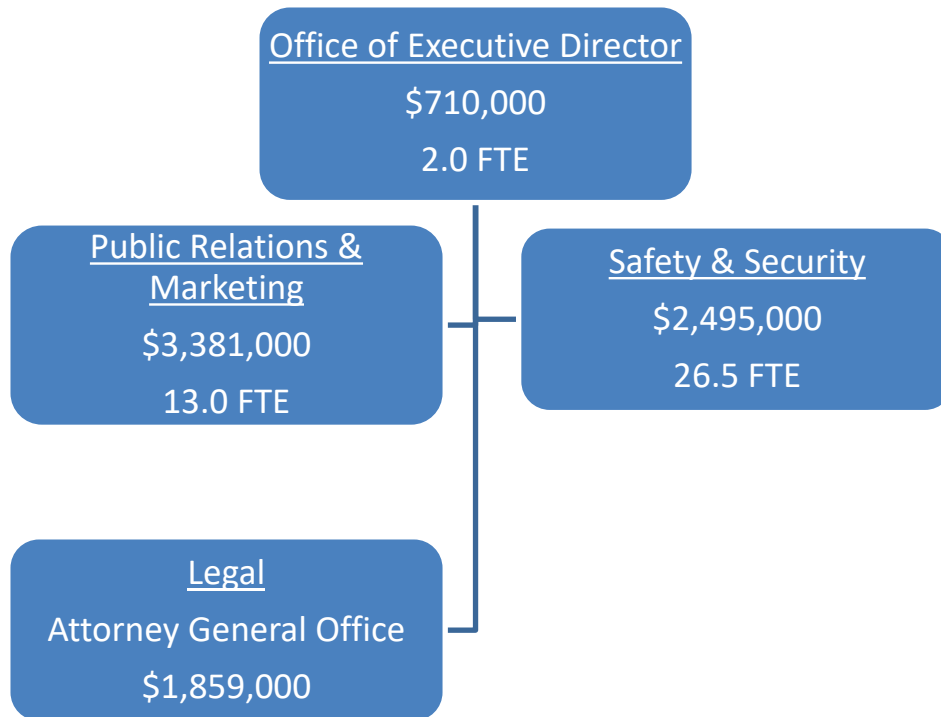 Office of Executive Director
$710,000
2.0 FTE
Public Relations &
Marketing
$3,381,000
13.0 FTE
Safety & Security
$2,495,000
26.5 FTE
Legal
Attorney General Office
$1,859,000